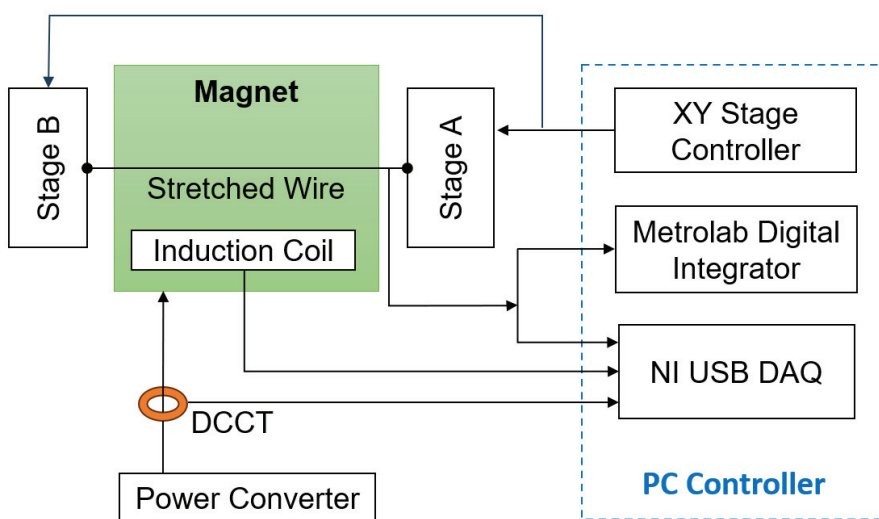 Magnet
Stage B
Stretched Wire
Induction Coil
Stage A
XY Stage
Controller
Metrolab Digital
Integrator
NI USB DAQ
DCCT
Power Converter
PC Controller